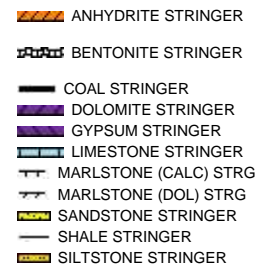 ANHYDRITE STRINGER
BENTONITE STRINGER
COAL STRINGER
DOLOMITE STRINGER
GYPSUM STRINGER
LIMESTONE STRINGER
MARLSTONE (CALC) STRG
MARLSTONE (DOL) STRG
SANDSTONE STRINGER
SHALE STRINGER
SILTSTONE STRINGER